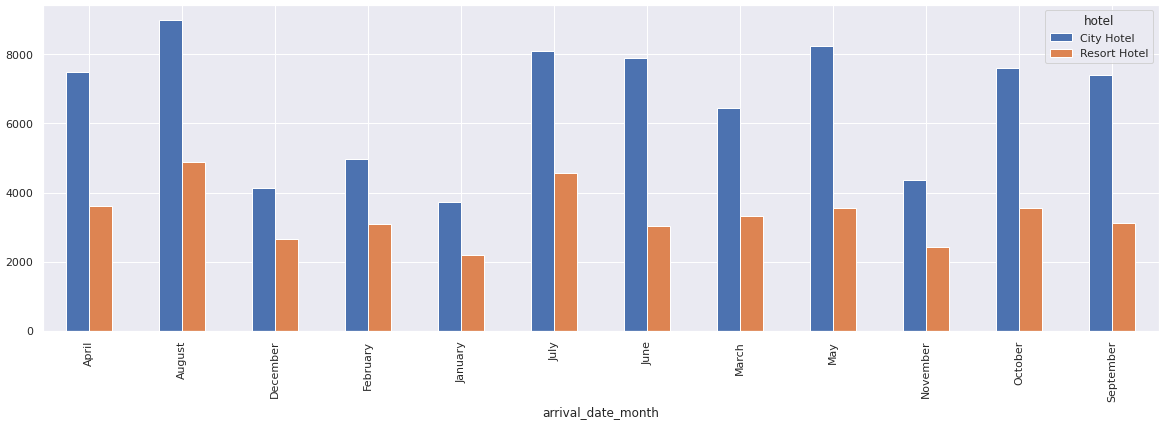 hotel
City Hotel
Resort Hotel
8000
6000
4000
2000
0
April
August
December
February
January
July
June
March
May
November
October
September
arrival_date_month